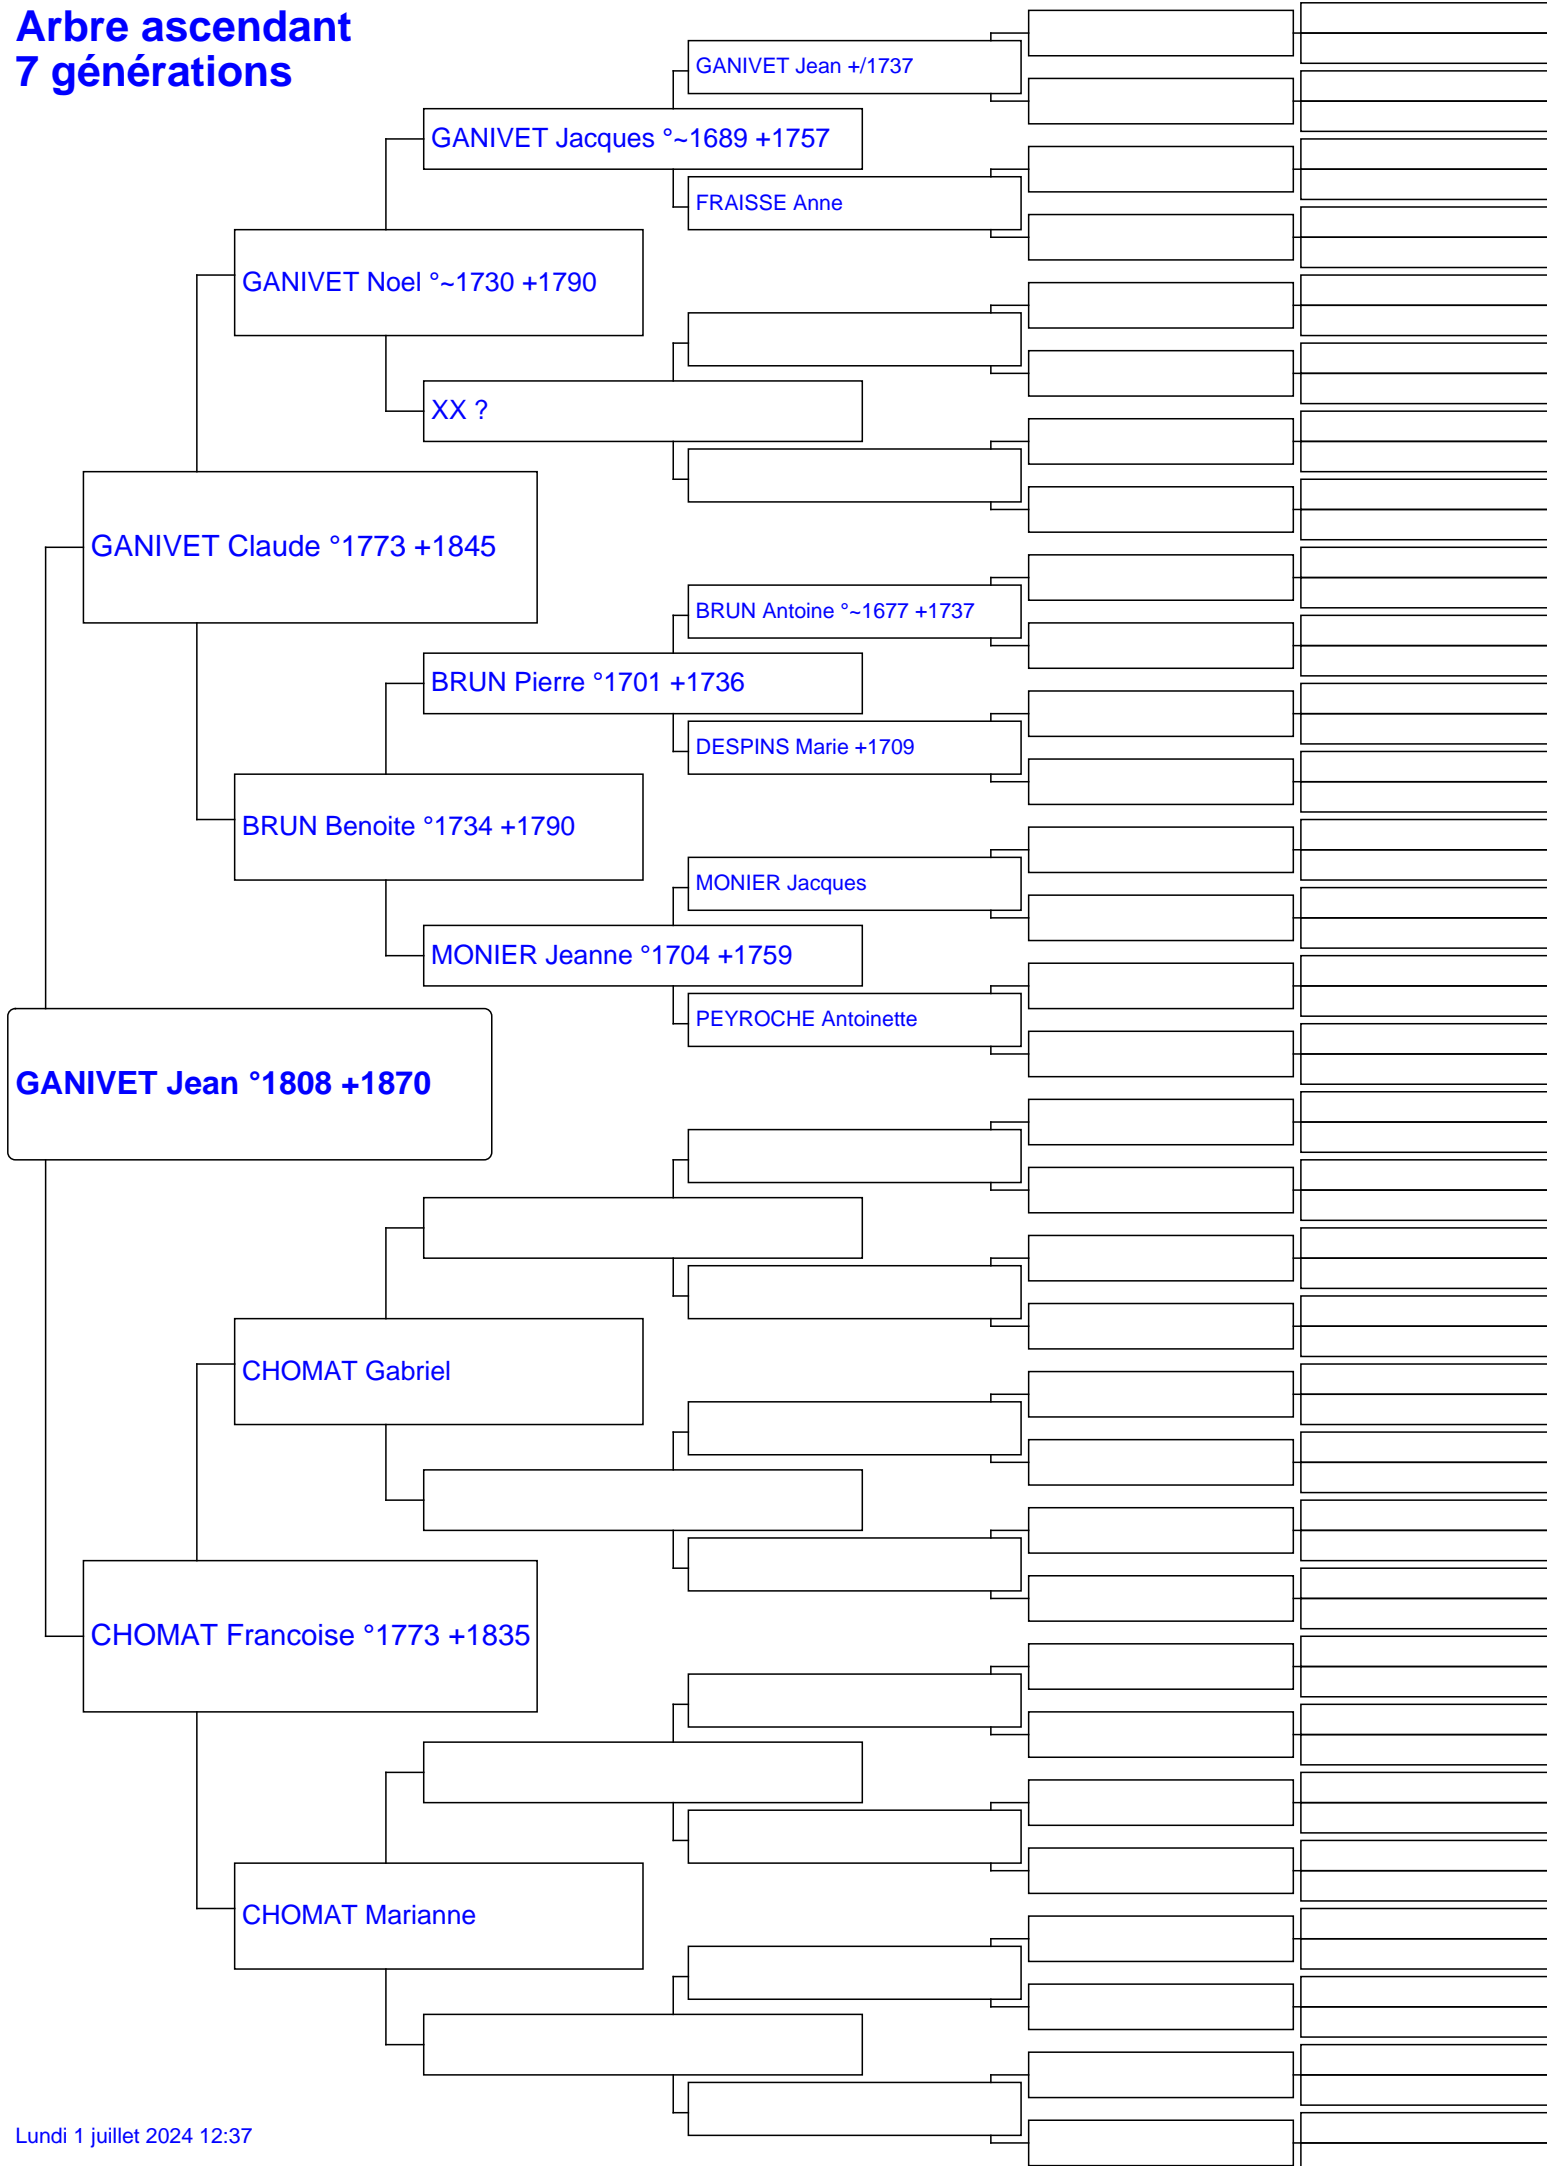 Arbre ascendant
7 générations
GANIVET Jean +/1737
GANIVET Jacques °~1689 +1757
FRAISSE Anne
GANIVET Noel °~1730 +1790
XX ?
GANIVET Claude °1773 +1845
BRUN Antoine °~1677 +1737
BRUN Pierre °1701 +1736
DESPINS Marie +1709
BRUN Benoite °1734 +1790
MONIER Jacques
MONIER Jeanne °1704 +1759
PEYROCHE Antoinette
GANIVET Jean °1808 +1870
CHOMAT Gabriel
CHOMAT Francoise °1773 +1835
CHOMAT Marianne
Lundi 1 juillet 2024 12:37